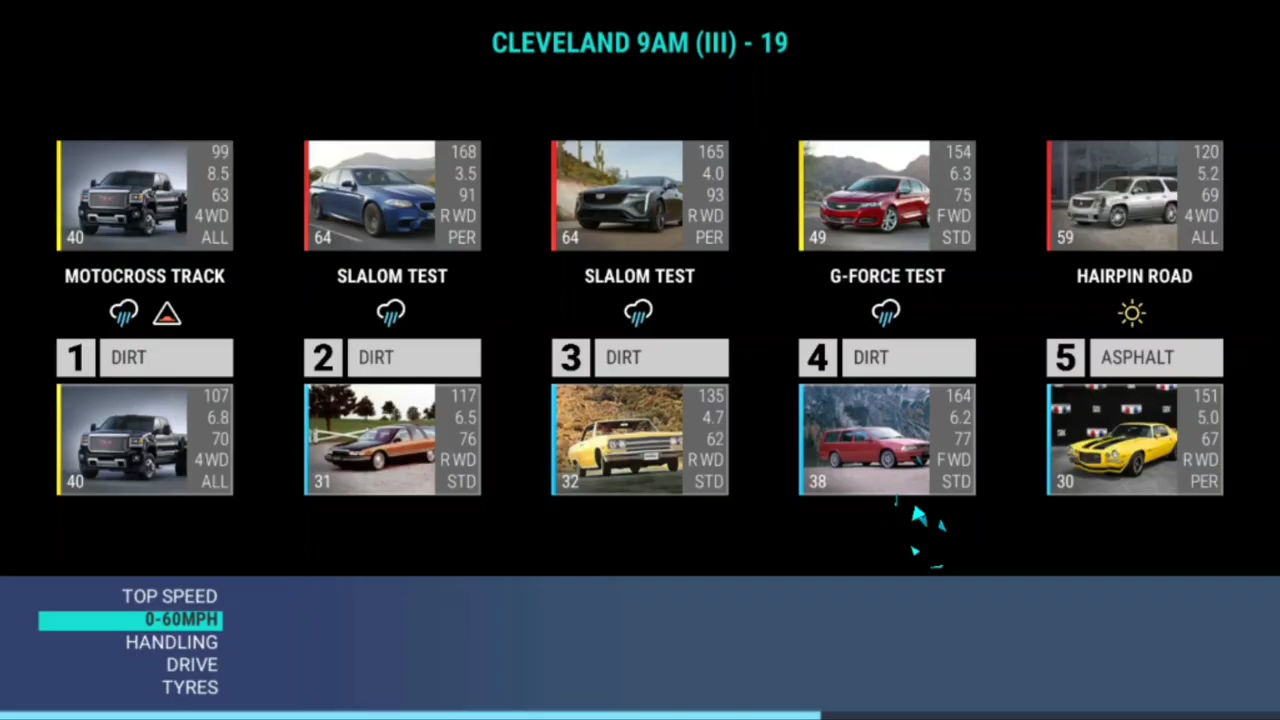 CLEVELAND 9AM (III) - 19
99
8.5
63
4WD
40 ALL
168
3.5
91
RWD
64 PER
165
4.0
93
RWD
64 PER
154
6.3
75
FWD
49 STD
120
5.2
69
4WD
59 ALL
MOTOCROSS TRACK
SLALOM TEST
SLALOM TEST
G-FORCE TEST
HAIRPIN ROAD
1 DIRT
2 DIRT
3 DIRT
4 DIRT
5 ASPHALT
107
6.8
70
4WD
40 ALL
117
6.5
76
RWD
31 STD
135
4.7
62
RWD
32 STD
164
6.2
77
FWD
38 STD
151
5.0
67
RWD
30 PER
TOP SPEED
0-60MPH
HANDLING
DRIVE
TYRES